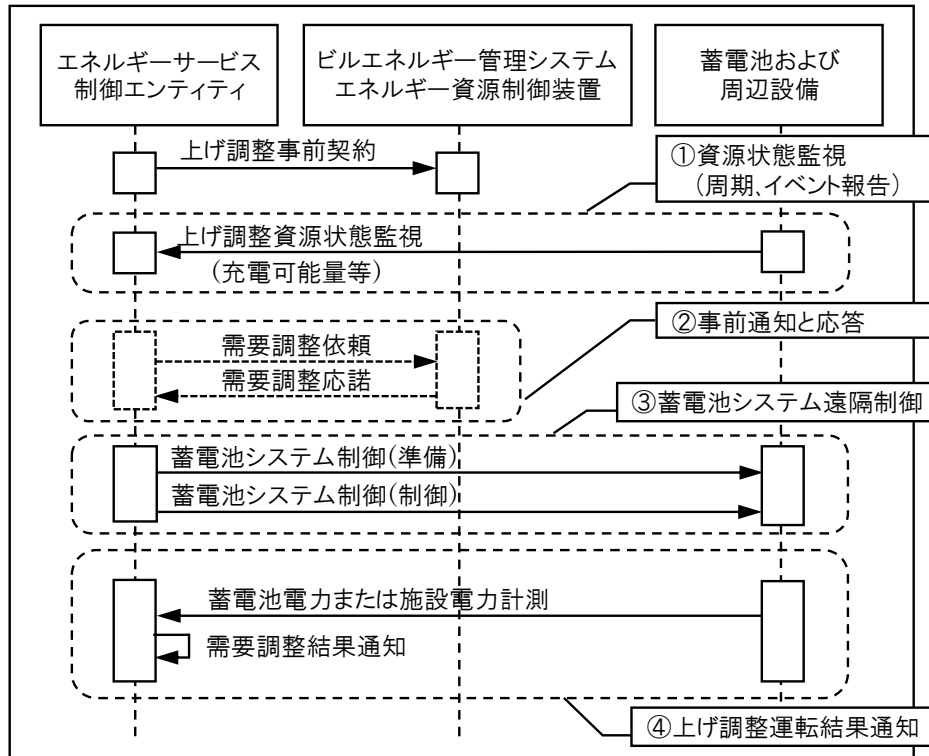 エネルギーサービス
制御エンティティ
ビルエネルギー管理システム
エネルギー資源制御装置
蓄電池および
周辺設備
上げ調整事前契約
①資源状態監視
(周期、イベント報告)
上げ調整資源状態監視
(充電可能量等)
②事前通知と応答
需要調整依頼
需要調整応諾
③蓄電池システム遠隔制御
蓄電池システム制御(準備)
蓄電池システム制御(制御)
蓄電池電力または施設電力計測
需要調整結果通知
④上げ調整運転結果通知